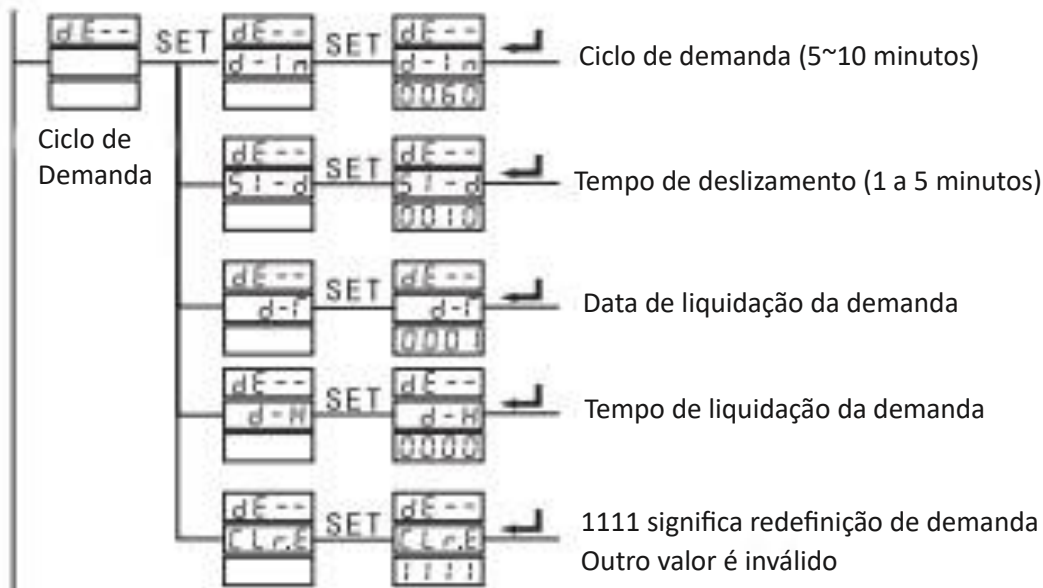 dE-- SET dE-- SET dE--
d-In d-In Ciclo de demanda (5~10 minutos)
0060
Ciclo de
Demanda
dE-- SET dE--
SI-d SI-d Tempo de deslizamento (1 a 5 minutos)
0010
dE-- SET dE--
d-T d-T Data de liquidação da demanda
0001
dE-- SET dE--
d-H d-H Tempo de liquidação da demanda
0000
dE-- SET dE--
CLr.E CLr.E 1111 significa redefinição de demanda
1111 Outro valor é inválido